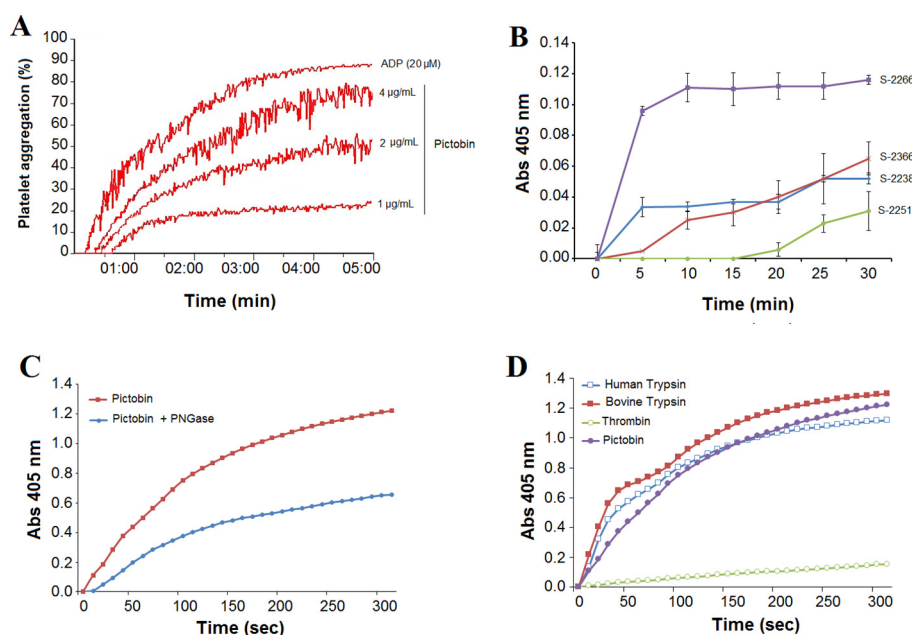 A
Platelet aggregation (%)
100
90
80
70
60
50
40
30
20
10
0
ADP (20 µM)
4 µg/mL
2 µg/mL
Pictobin
1 µg/mL
01:00 02:00 03:00 04:00 05:00
Time (min)
B
Abs 405 nm
0.14
0.12
0.10
0.08
0.06
0.04
0.02
0.00
S-2266
S-2366
S-2238
S-2251
0 5 10 15 20 25 30
Time (min)
C
Abs 405 nm
1.4
1.2
1.0
0.8
0.6
0.4
0.2
0.0
Pictobin
Pictobin + PNGase
0 50 100 150 200 250 300
Time (sec)
D
Abs 405 nm
1.4
1.2
1.0
0.8
0.6
0.4
0.2
0.0
Human Trypsin
Bovine Trypsin
Thrombin
Pictobin
0 50 100 150 200 250 300
Time (sec)